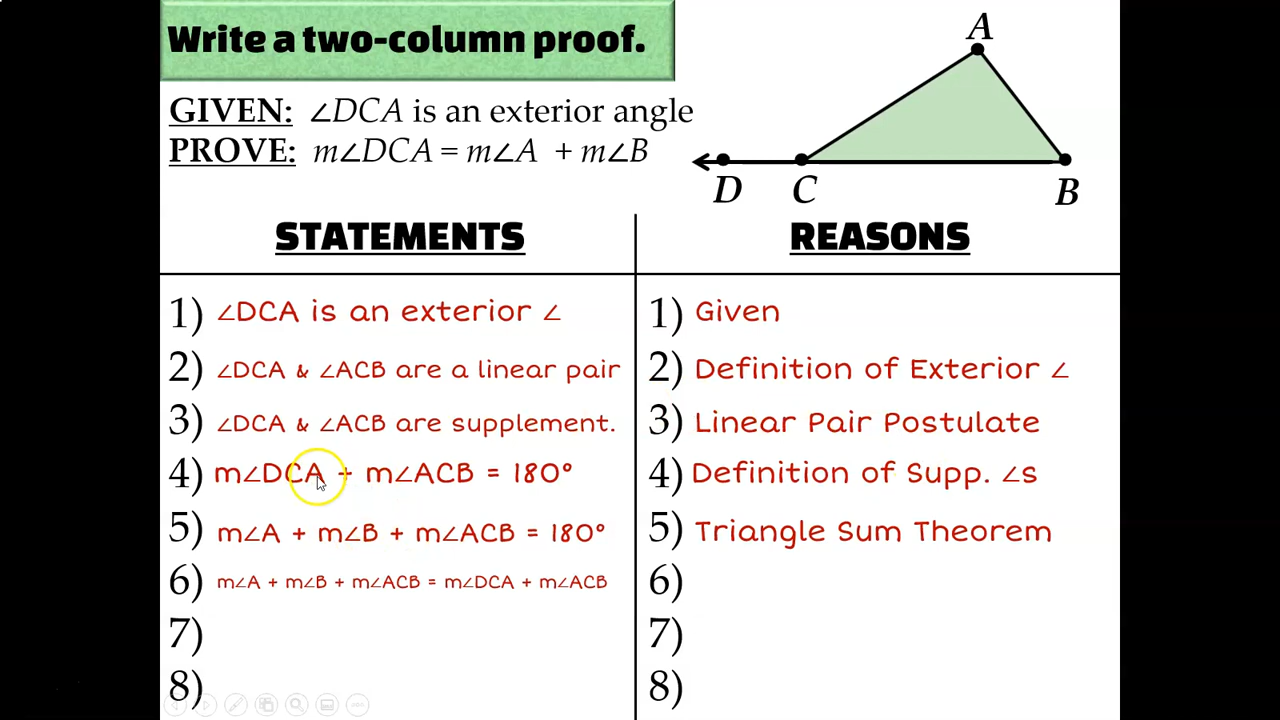 Write a two-column proof.
GIVEN: ∠DCA is an exterior angle
PROVE: m∠DCA = m∠A + m∠B
A
D
C
B
STATEMENTS
REASONS
1) ∠DCA is an exterior ∠
1) Given
2) ∠DCA & ∠ACB are a linear pair
2) Definition of Exterior ∠
3) ∠DCA & ∠ACB are supplement.
3) Linear Pair Postulate
4) m∠DCA + m∠ACB = 180°
4) Definition of Supp. ∠s
5) m∠A + m∠B + m∠ACB = 180°
5) Triangle Sum Theorem
6) m∠A + m∠B + m∠ACB = m∠DCA + m∠ACB
6)
7)
7)
8)
8)